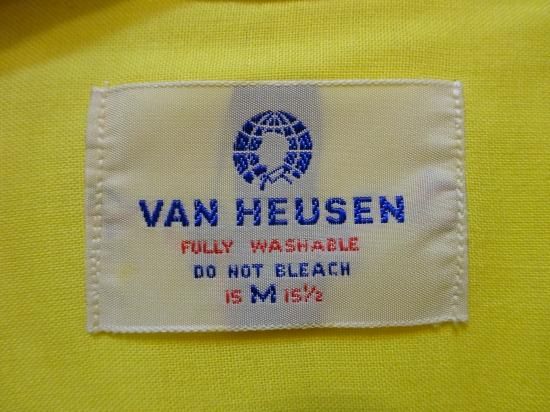 VAN HEUSEN
FULLY WASHABLE
DO NOT BLEACH
15 M 15½